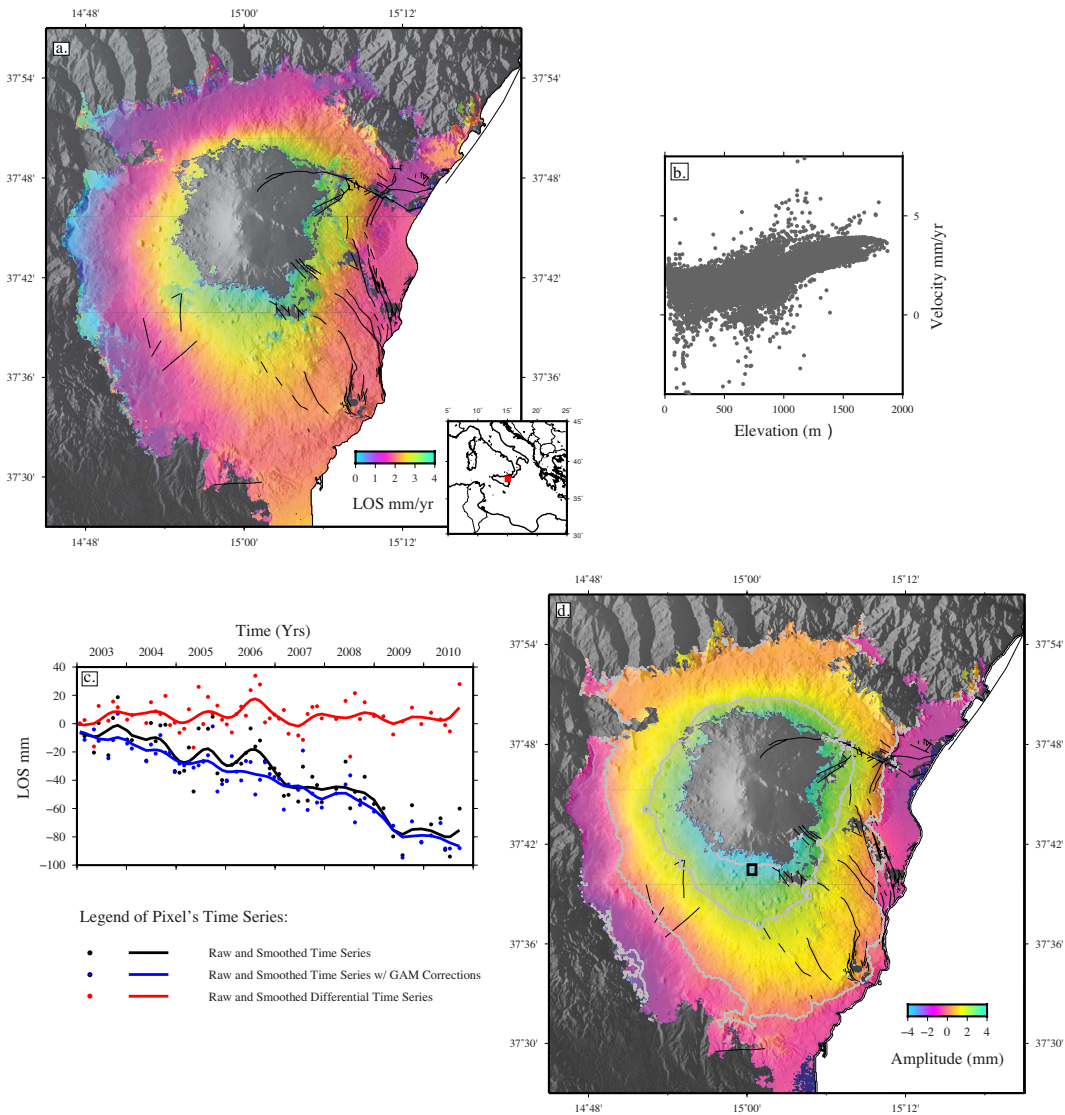 14°48'
15°00'
15°12'
a.
37°54'
37°54'
37°48'
37°48'
37°42'
37°42'
37°36'
37°36'
37°30'
0 1 2 3 4
LOS mm/yr
5° 10° 15° 20° 25°
45°
40°
35°
30°
14°48'
15°00'
15°12'
b.
5
0
Velocity mm/yr
0 500 1000 1500 2000
Elevation (m )
Time (Yrs)
2003 2004 2005 2006 2007 2008 2009 2010
c.
40
20
0
−20
−40
−60
−80
−100
LOS mm
Legend of Pixel's Time Series:
Raw and Smoothed Time Series
Raw and Smoothed Time Series w/ GAM Corrections
Raw and Smoothed Differential Time Series
14°48'
15°00'
15°12'
d.
37°54'
37°54'
37°48'
37°48'
37°42'
37°42'
37°36'
37°36'
37°30'
37°30'
−4 −2 0 2 4
Amplitude (mm)
14°48'
15°00'
15°12'